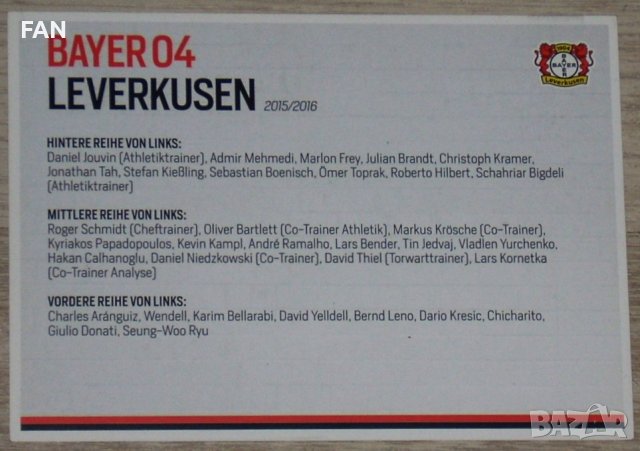 FAN
BAYER 04
LEVERKUSEN 2015/2016
1904
BAYER
BAYER
Leverkusen
HINTERE REIHE VON LINKS:
Daniel Jouvin (Athletiktrainer), Admir Mehmedi, Marlon Frey, Julian Brandt, Christoph Kramer,
Jonathan Tah, Stefan Kießling, Sebastian Boenisch, Ömer Toprak, Roberto Hilbert, Schahriar Bigdeli
(Athletiktrainer)
MITTLERE REIHE VON LINKS:
Roger Schmidt (Cheftrainer), Oliver Bartlett (Co-Trainer Athletik), Markus Krösche (Co-Trainer),
Kyriakos Papadopoulos, Kevin Kampl, André Ramalho, Lars Bender, Tin Jedvaj, Vladlen Yurchenko,
Hakan Calhanoglu, Daniel Niedzkowski (Co-Trainer), David Thiel (Torwarttrainer), Lars Kornetka
(Co-Trainer Analyse)
VORDERE REIHE VON LINKS:
Charles Aránguiz, Wendell, Karim Bellarabi, David Yelldell, Bernd Leno, Dario Kresic, Chicharito,
Giulio Donati, Seung-Woo Ryu
BAZAR